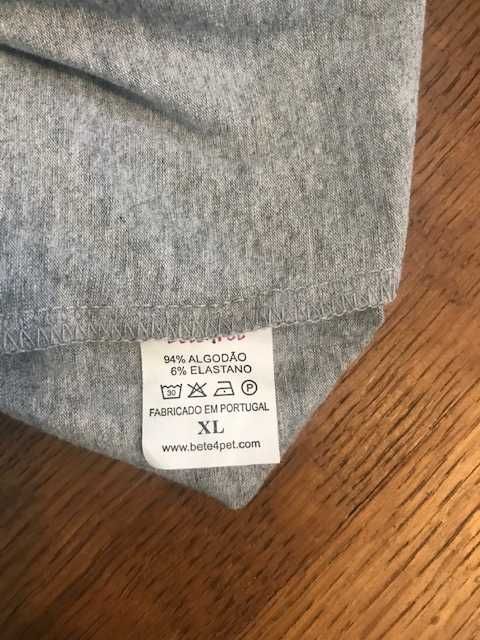 94% ALGODÃO
6% ELASTANO
30 P
FABRICADO EM PORTUGAL
XL
www.bete4pet.com